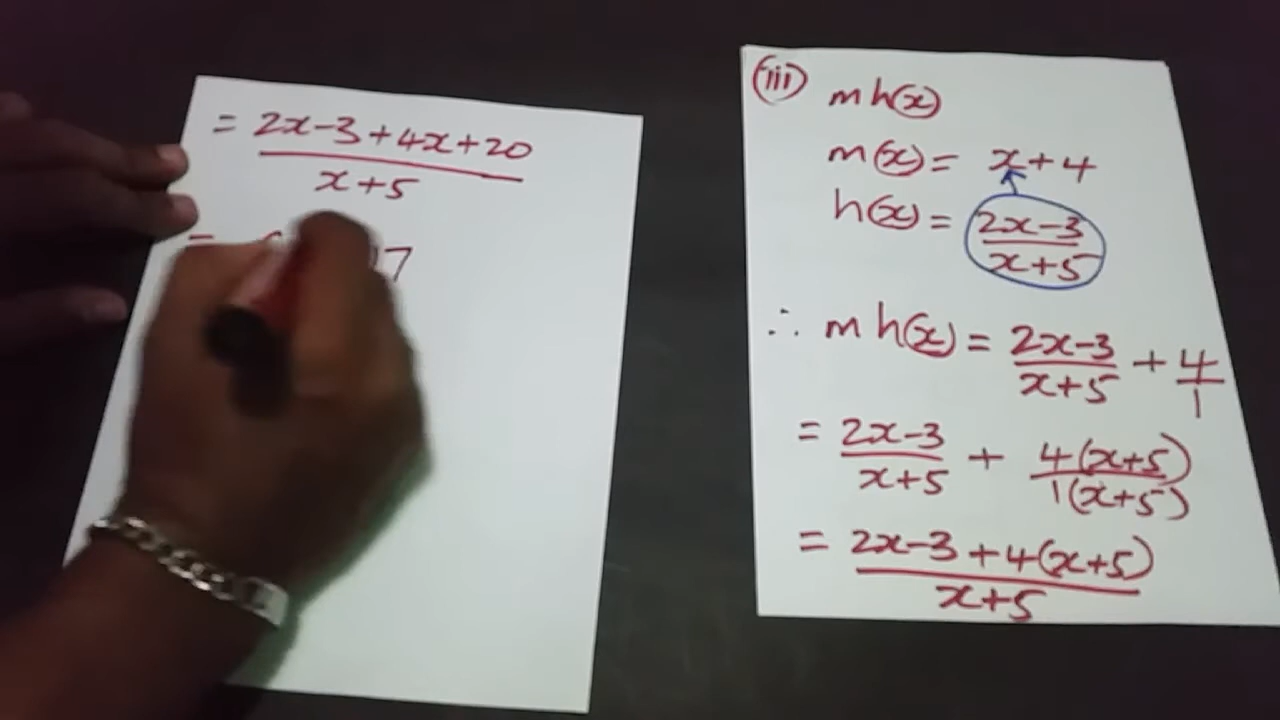 = 2x-3+4x+20
x+5
=
7
(iii) mh(x)
m(x) = x+4
h(x) = 2x-3
x+5
∴ mh(x) = 2x-3 + 4
x+5 1
= 2x-3 + 4(x+5)
x+5 1(x+5)
= 2x-3+4(x+5)
x+5